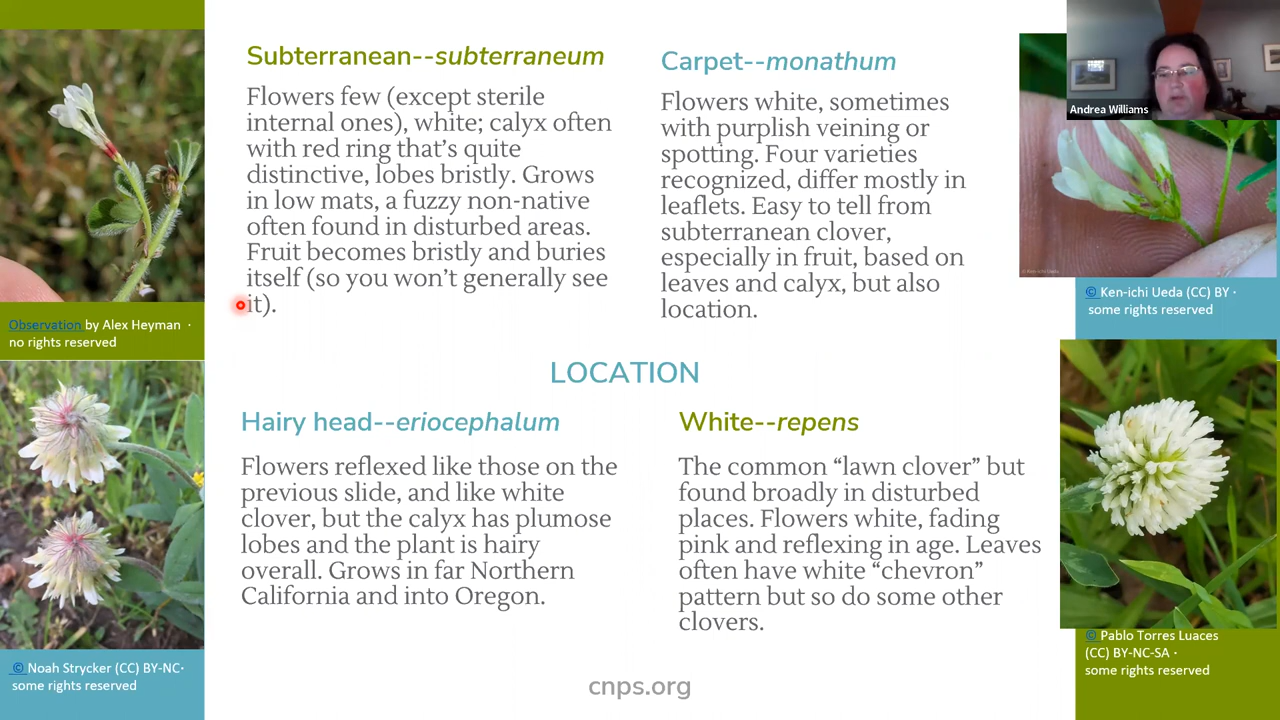 Subterranean--subterraneum
Flowers few (except sterile
internal ones), white; calyx often
with red ring that's quite
distinctive, lobes bristly. Grows
in low mats, a fuzzy non-native
often found in disturbed areas.
Fruit becomes bristly and buries
itself (so you won't generally see
it).
Observation by Alex Heyman ·
no rights reserved
Carpet--monathum
Flowers white, sometimes
with purplish veining or
spotting. Four varieties
recognized, differ mostly in
leaflets. Easy to tell from
subterranean clover,
especially in fruit, based on
leaves and calyx, but also
location.
Andrea Williams
© Ken-ichi Ueda
© Ken-ichi Ueda (CC) BY ·
some rights reserved
LOCATION
Hairy head--eriocephalum
Flowers reflexed like those on the
previous slide, and like white
clover, but the calyx has plumose
lobes and the plant is hairy
overall. Grows in far Northern
California and into Oregon.
© Noah Strycker (CC) BY-NC·
some rights reserved
White--repens
The common “lawn clover” but
found broadly in disturbed
places. Flowers white, fading
pink and reflexing in age. Leaves
often have white “chevron”
pattern but so do some other
clovers.
© Pablo Torres Luaces
(CC) BY-NC-SA ·
some rights reserved
cnps.org